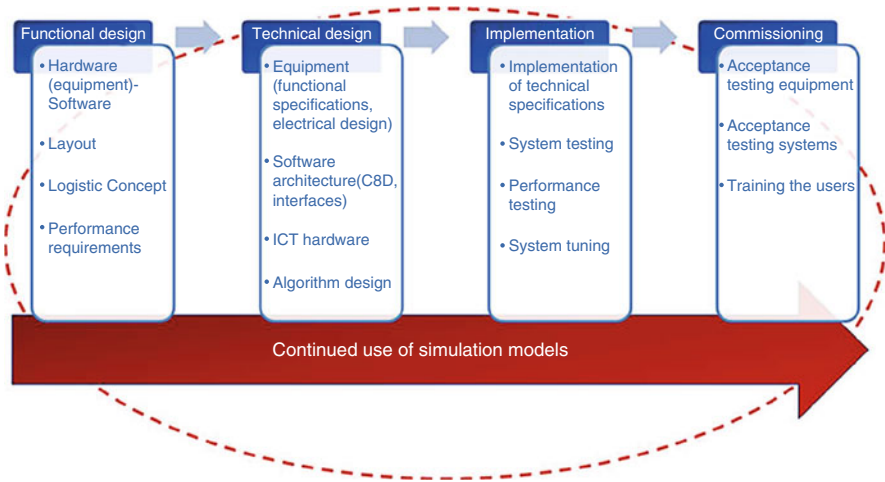 Functional design
• Hardware
(equipment)-
Software
• Layout
• Logistic Concept
• Performance
requirements
Technical design
• Equipment
(functional
specifications,
electrical design)
• Software
architecture(C8D,
interfaces)
• ICT hardware
• Algorithm design
Implementation
• Implementation
of technical
specifications
• System testing
• Performance
testing
• System tuning
Commissioning
• Acceptance
testing equipment
• Acceptance
testing systems
• Training the users
Continued use of simulation models